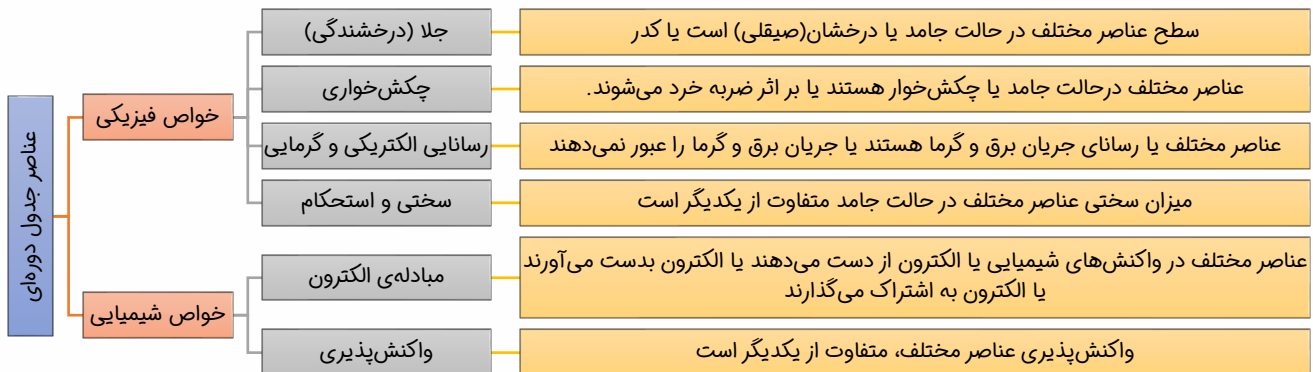 عناصر جدول دوره‌ای
خواص فیزیکی
جلا (درخشندگی)
سطح عناصر مختلف در حالت جامد یا درخشان(صیقلی) است یا کدر
چکش‌خواری
عناصر مختلف درحالت جامد یا چکش‌خوار هستند یا بر اثر ضربه خرد می‌شوند.
رسانایی الکتریکی و گرمایی
عناصر مختلف یا رسانای جریان برق و گرما هستند یا جریان برق و گرما را عبور نمی‌دهند
سختی و استحکام
میزان سختی عناصر مختلف در حالت جامد متفاوت از یکدیگر است
خواص شیمیایی
مبادله‌ی الکترون
عناصر مختلف در واکنش‌های شیمیایی یا الکترون از دست می‌دهند یا الکترون بدست می‌آورند
یا الکترون به اشتراک می‌گذارند
واکنش‌پذیری
واکنش‌پذیری عناصر مختلف، متفاوت از یکدیگر است